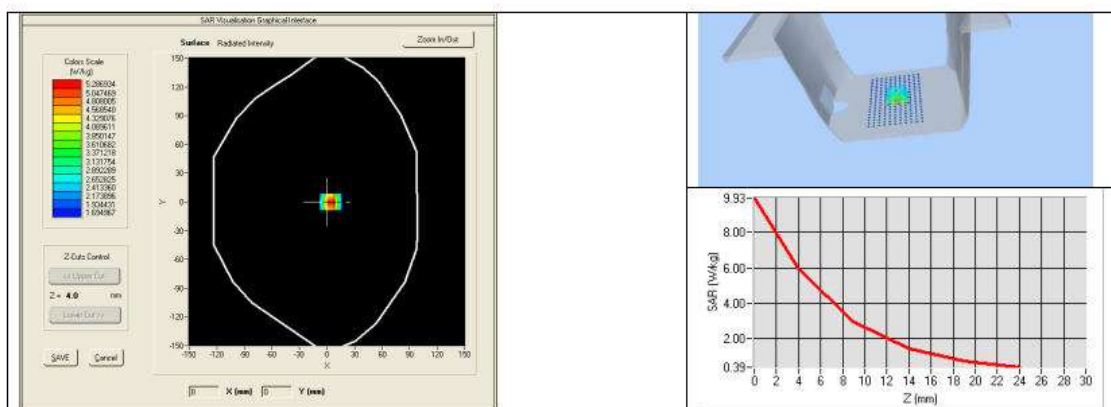 SAR Visualisation Graphical Interface
Surface Radiated Intensity
Zoom In/Out
Colors Scale
(W/kg)
5.286934
5.047469
4.808005
4.568540
4.329076
4.089611
3.850147
3.610682
3.371218
3.131754
2.892289
2.652825
2.413360
2.173896
1.934431
1.694967
150
120
90
60
30
0
-30
-60
-90
-120
-150
Y
-150 -120 -90 -60 -30 0 30 60 90 120 150
X
Z-Cuts Control
<< Upper Cut
Z = 4.0 mm
Lower Cut >>
SAVE Cancel
0 X (mm) 0 Y (mm)
9.93
8.00
6.00
4.00
2.00
0.39
SAR (W/kg)
0 2 4 6 8 10 12 14 16 18 20 22 24 26 28 30
Z (mm)